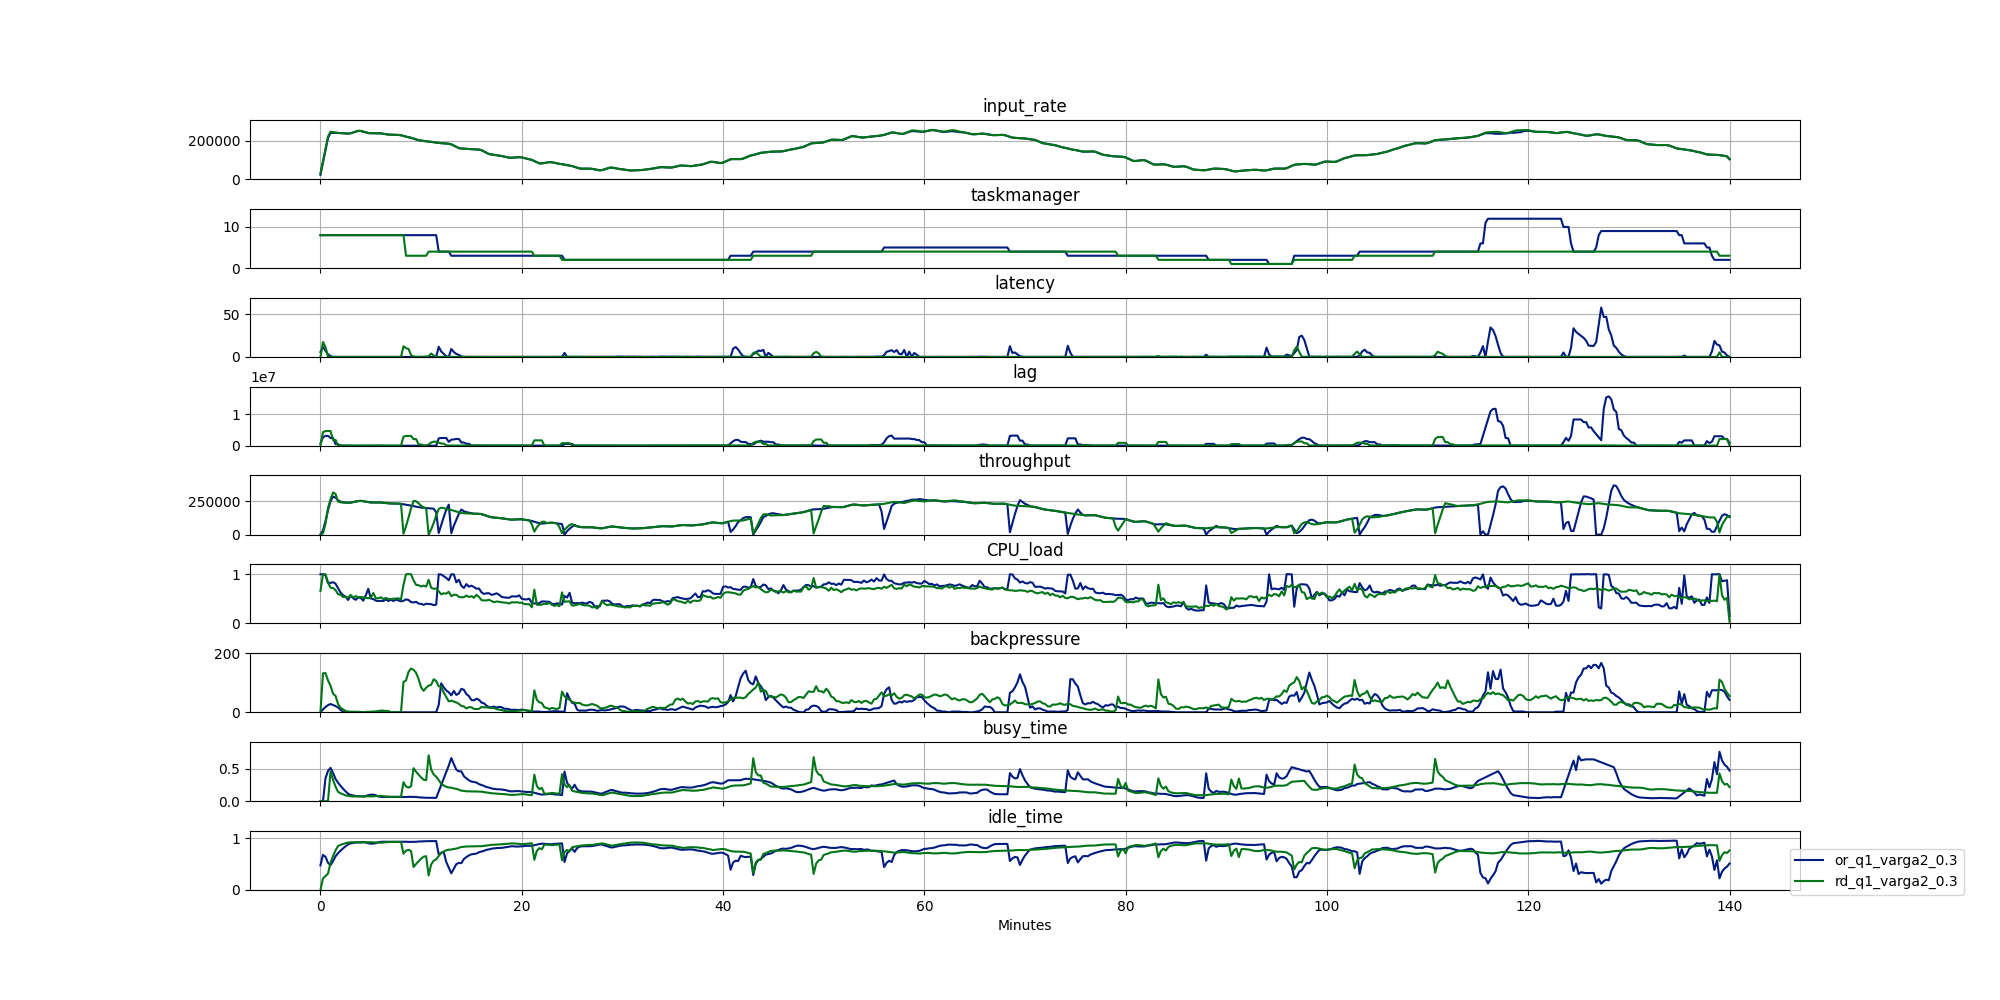 input_rate
200000
0
taskmanager
10
0
latency
50
0
1e7
lag
1
0
throughput
250000
0
CPU_load
1
0
backpressure
200
0
busy_time
0.5
0.0
idle_time
1
0
or_q1_varga2_0.3
rd_q1_varga2_0.3
0 20 40 60 80 100 120 140
Minutes